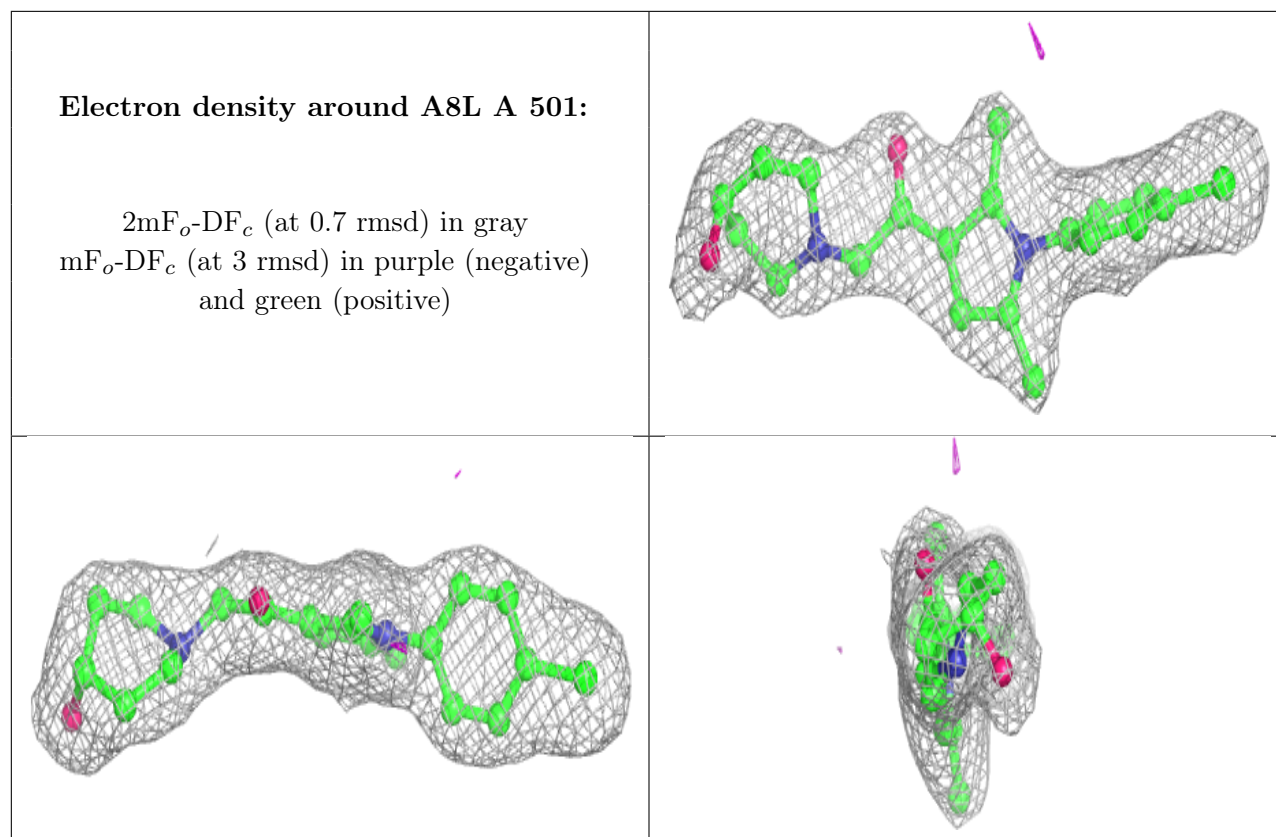 Electron density around A8L A 501:
2mFo-DFc (at 0.7 rmsd) in gray
mFo-DFc (at 3 rmsd) in purple (negative)
and green (positive)